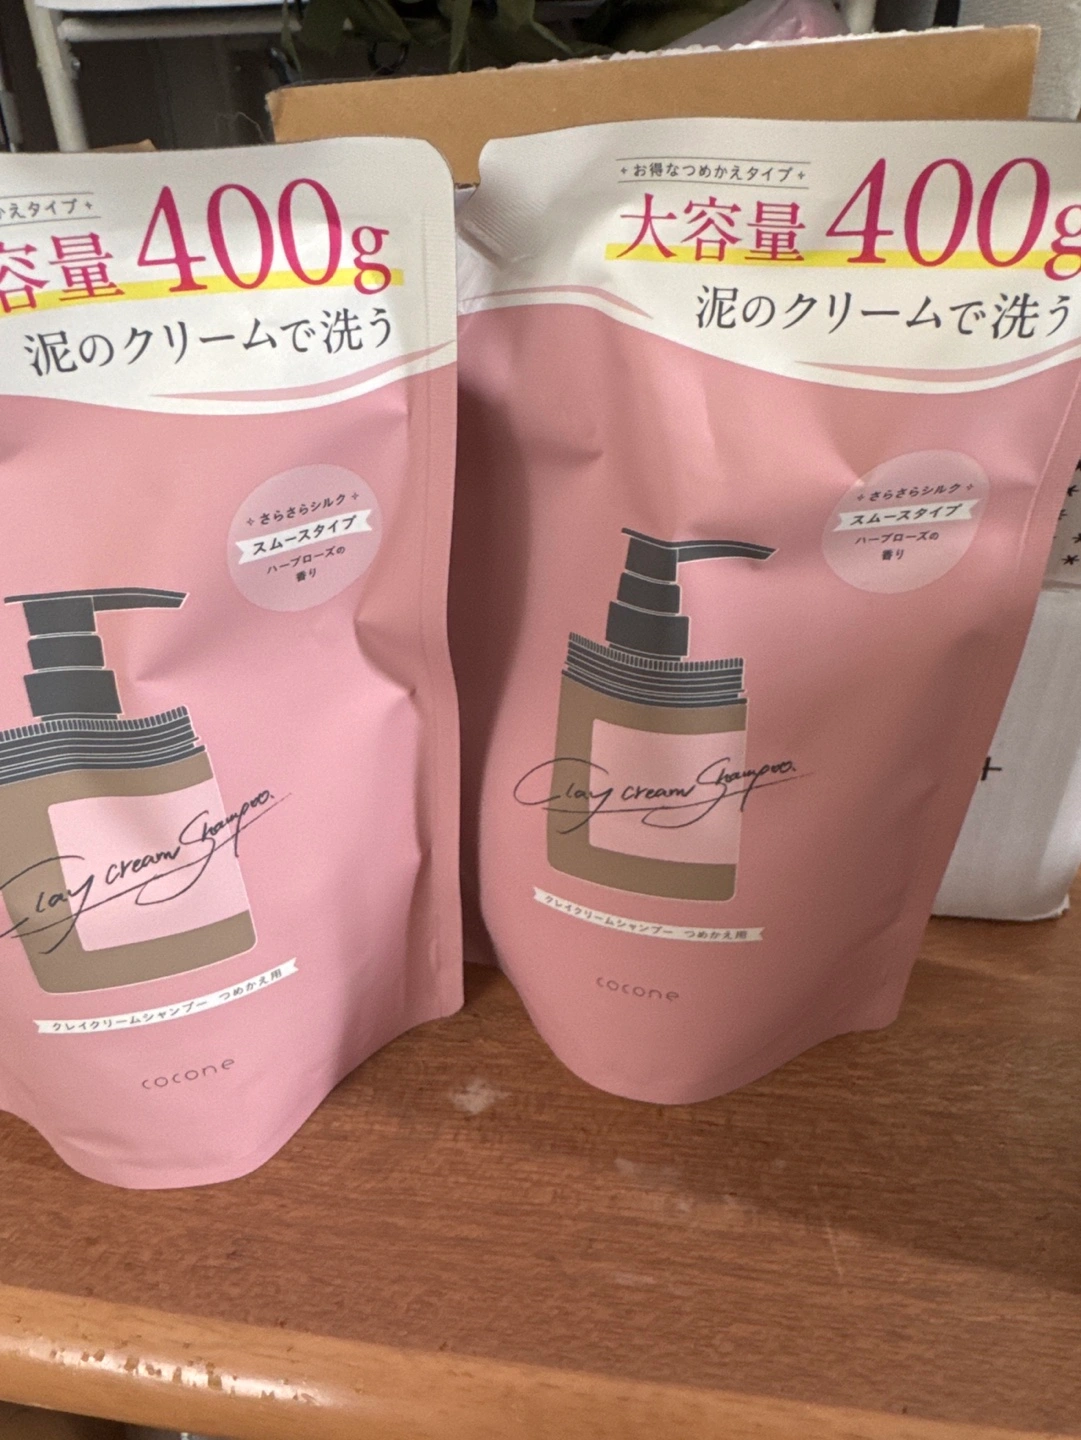 かえタイプ
容量 400g
泥のクリームで洗う
さらさらシルク
スムースタイプ
ハーブローズの
香り
Clay cream Shampoo.
クレイクリームシャンプー つめかえ用
cocone
お得なつめかえタイプ
大容量 400g
泥のクリームで洗う
さらさらシルク
スムースタイプ
ハーブローズの
香り
Clay cream Shampoo.
クレイクリームシャンプー つめかえ用
cocone